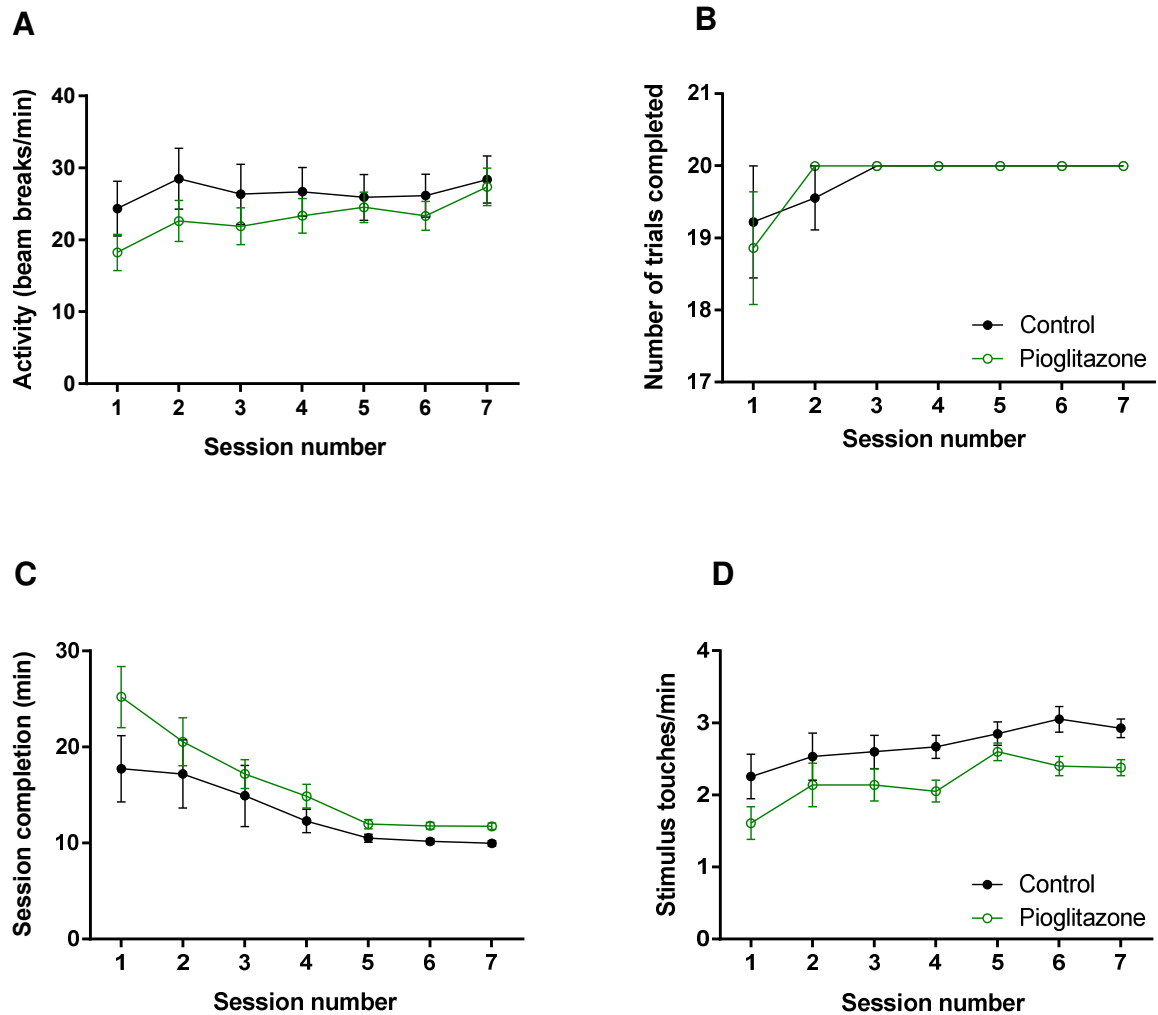 A
Activity (beam breaks/min)
40
30
20
10
0
1 2 3 4 5 6 7
Session number
B
Number of trials completed
21
20
19
18
17
Control
Pioglitazone
1 2 3 4 5 6 7
Session number
C
Session completion (min)
30
20
10
0
1 2 3 4 5 6 7
Session number
D
Stimulus touches/min
4
3
2
1
0
Control
Pioglitazone
1 2 3 4 5 6 7
Session number